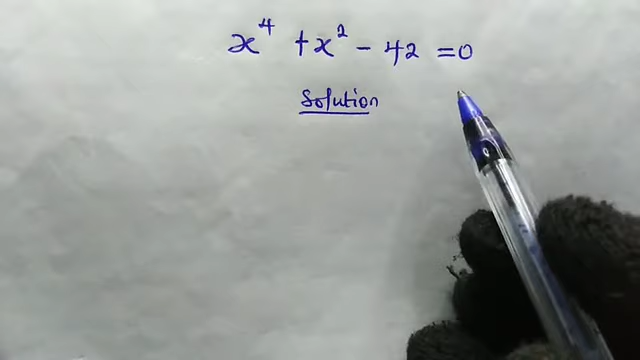 x⁴ + x² - 42 = 0
Solution